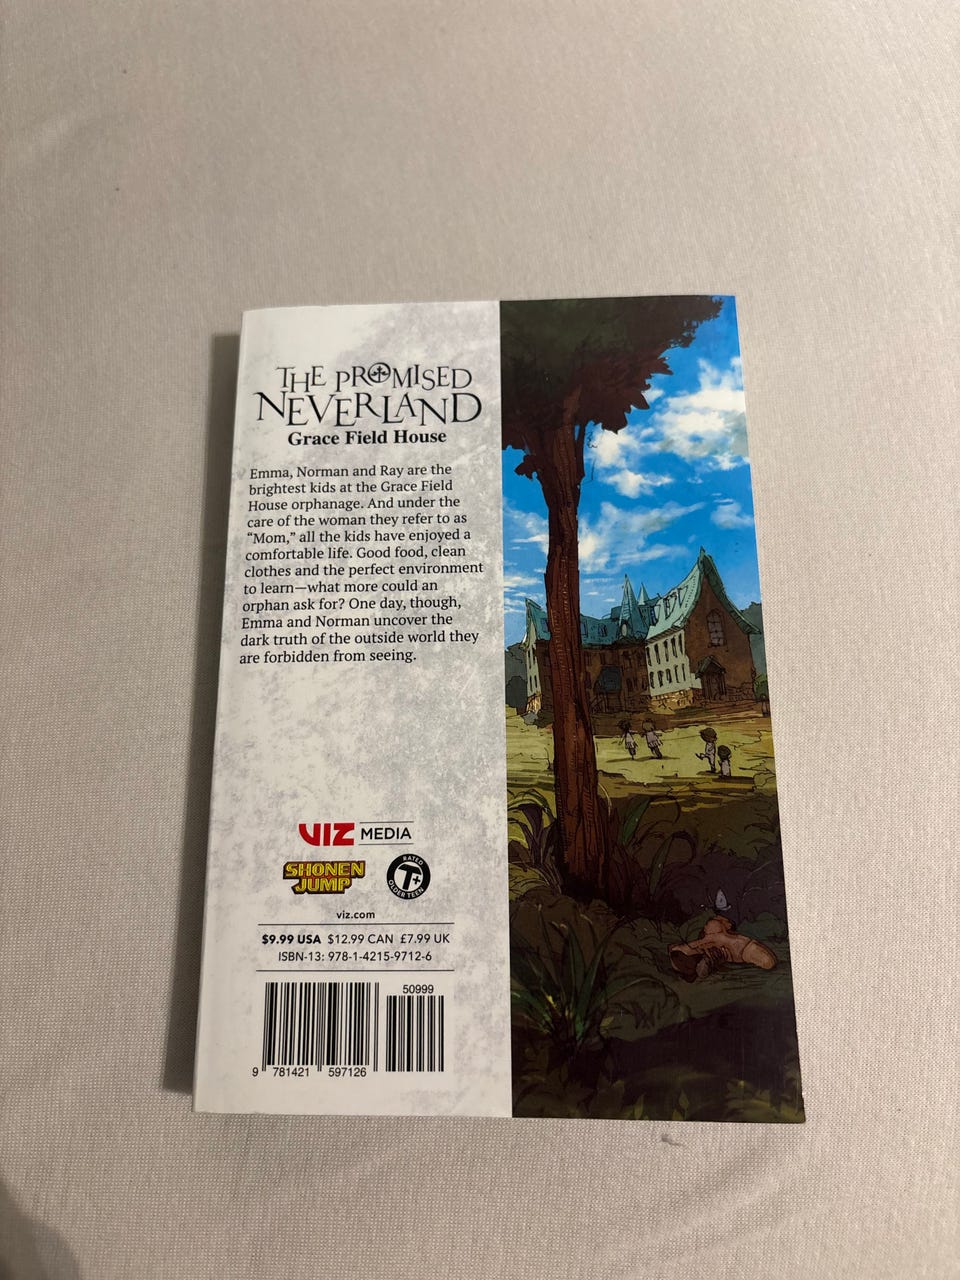 THE PROMISED
NEVERLAND
Grace Field House
Emma, Norman and Ray are the
brightest kids at the Grace Field
House orphanage. And under the
care of the woman they refer to as
“Mom,” all the kids have enjoyed a
comfortable life. Good food, clean
clothes and the perfect environment
to learn—what more could an
orphan ask for? One day, though,
Emma and Norman uncover the
dark truth of the outside world they
are forbidden from seeing.
VIZ MEDIA
SHONEN
JUMP
RATED
T+
OLDER TEEN
viz.com
$9.99 USA $12.99 CAN £7.99 UK
ISBN-13: 978-1-4215-9712-6
50999
9 781421 597126